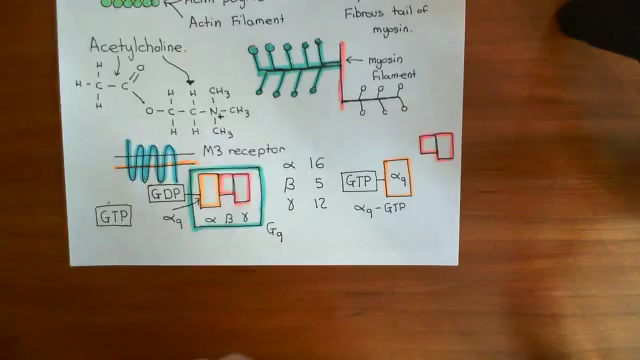 Actin Filament
Fibrous tail of
myosin.
Acetylcholine.
myosin
filament
H O
H - C - C
H
H H CH3
O - C - C - N - CH3
+
H H CH3
M3 receptor
GDP
GTP
αq α β γ
Gq
α 16
β 5
γ 12
GTP αq
αq - GTP